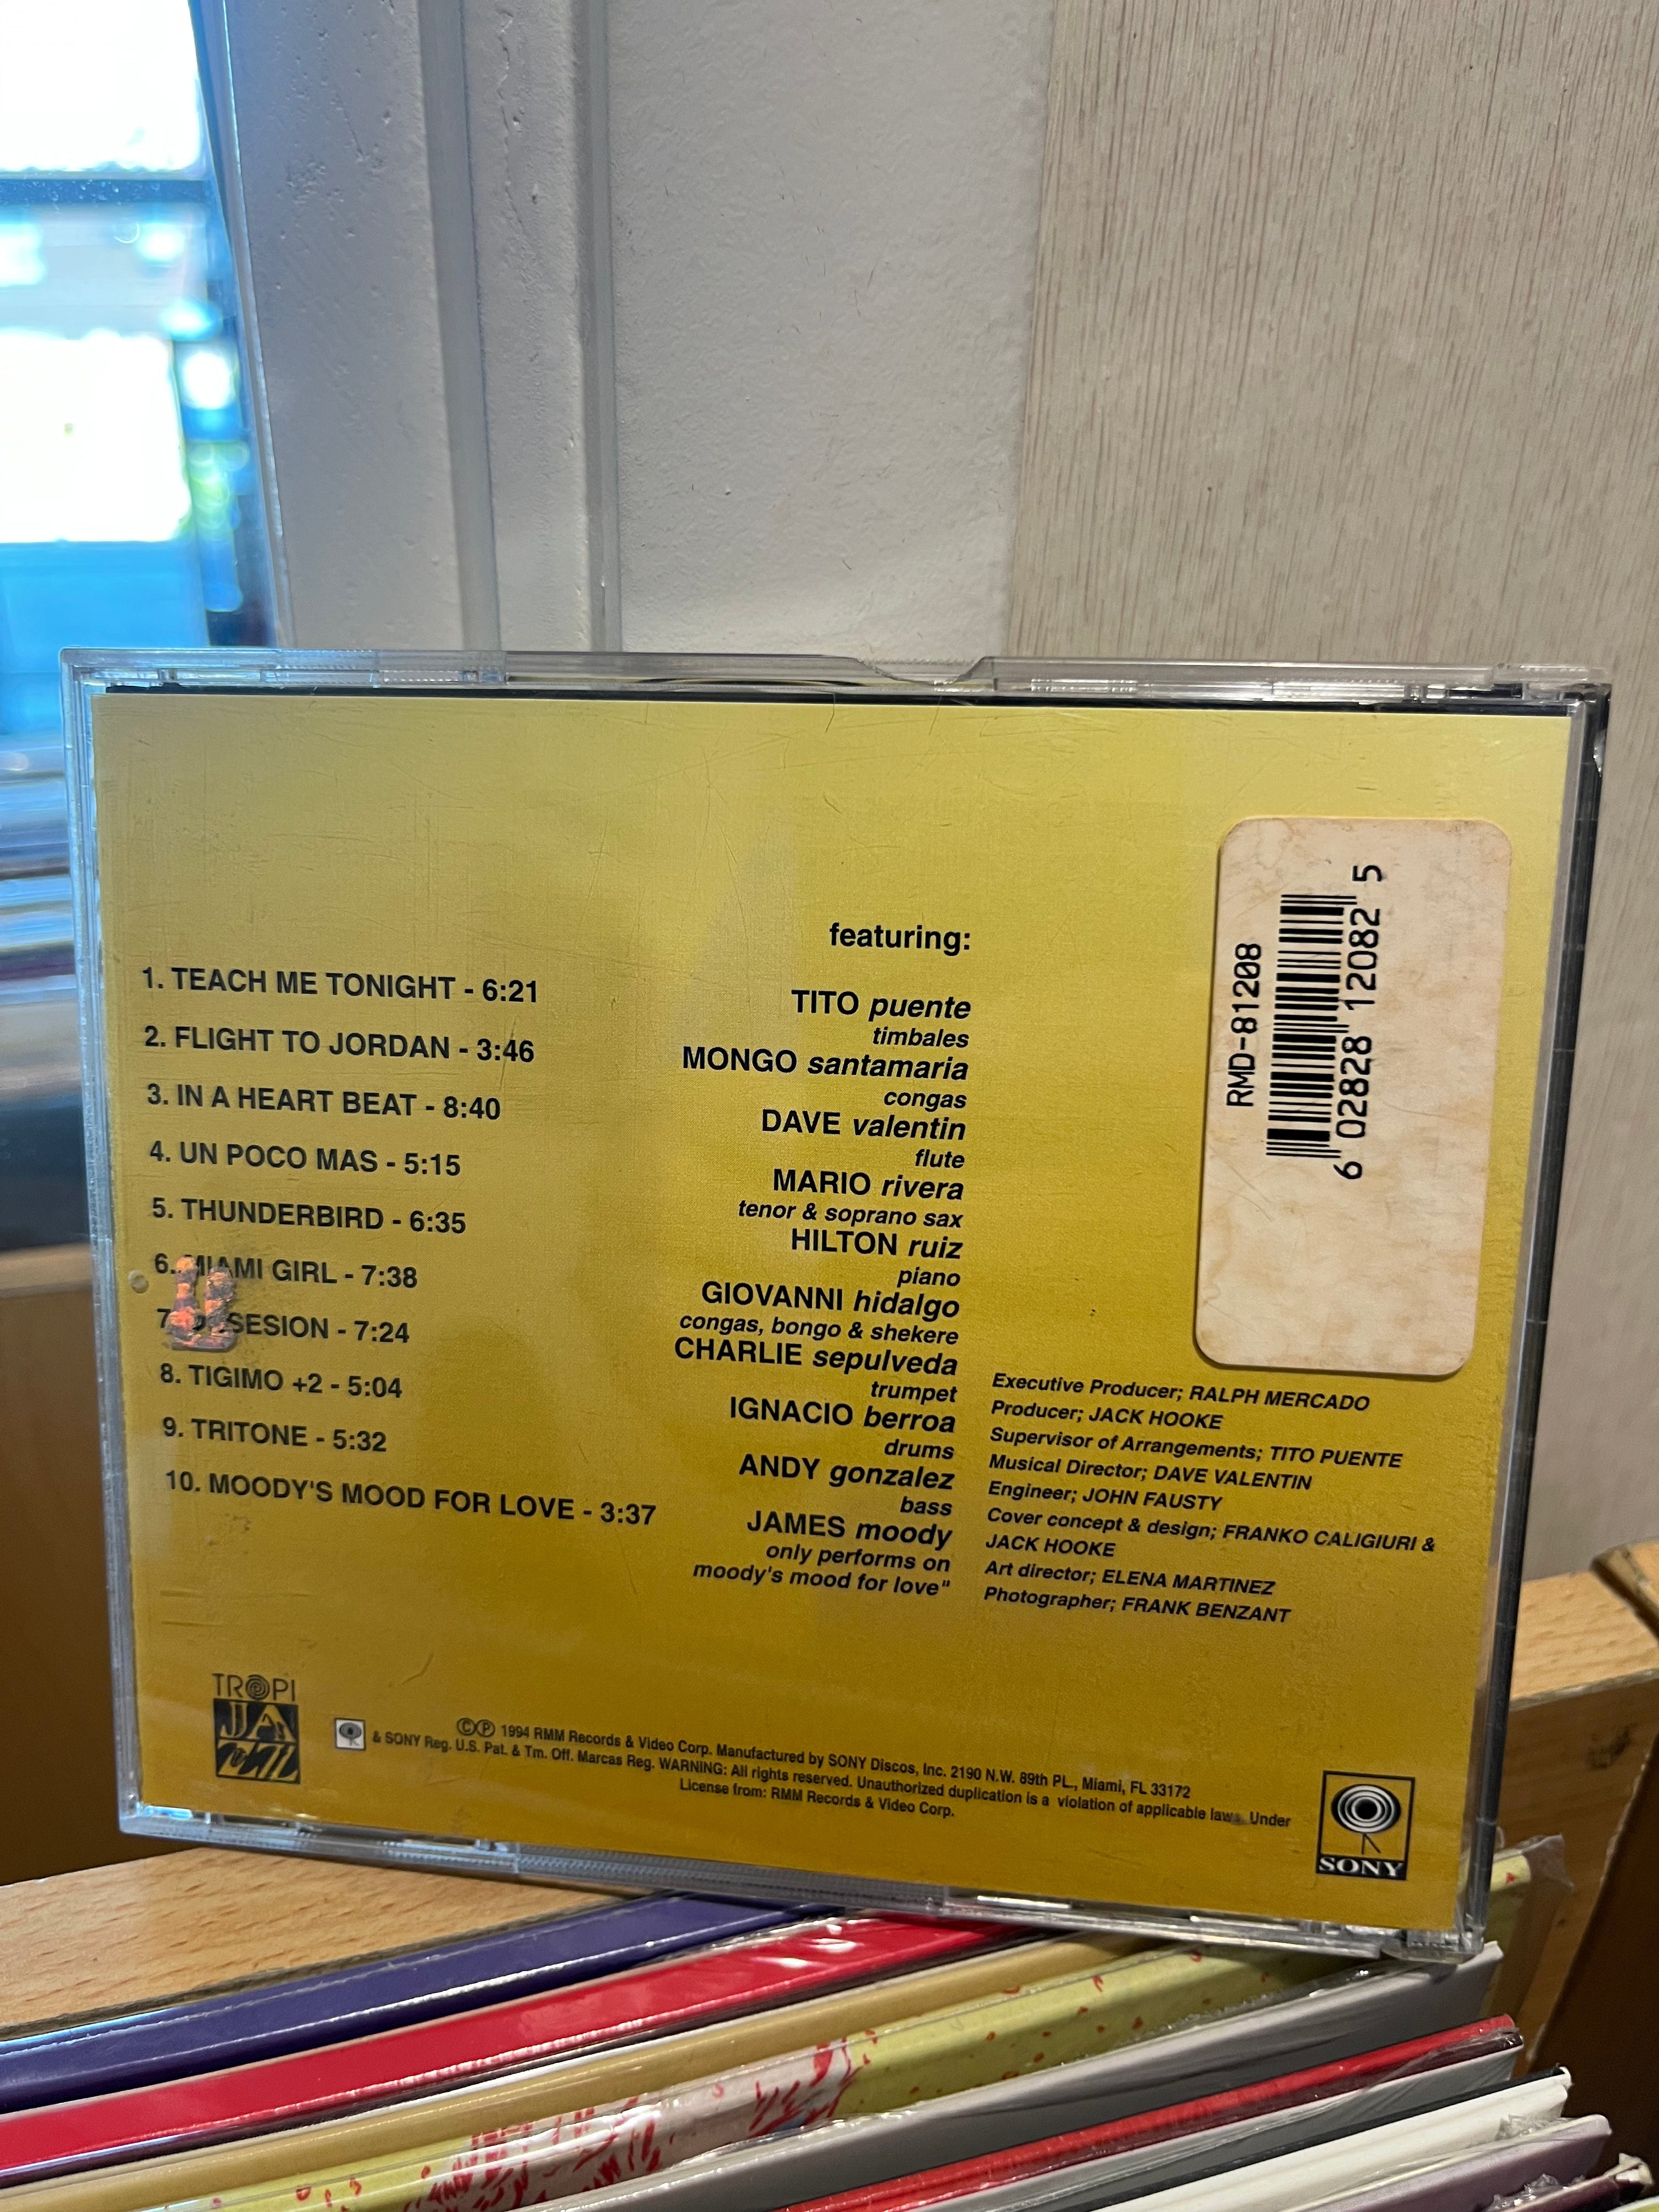 1. TEACH ME TONIGHT - 6:21
2. FLIGHT TO JORDAN - 3:46
3. IN A HEART BEAT - 8:40
4. UN POCO MAS - 5:15
5. THUNDERBIRD - 6:35
6. MIAMI GIRL - 7:38
7. - 7:24
8. TIGIMO +2 - 5:04
9. TRITONE - 5:32
10. MOODY'S MOOD FOR LOVE - 3:37
featuring:
TITO puente
timbales
MONGO santamaria
congas
DAVE valentin
flute
MARIO rivera
tenor & soprano sax
HILTON ruiz
piano
GIOVANNI hidalgo
congas, bongo & shekere
CHARLIE sepulveda
trumpet
IGNACIO berroa
drums
ANDY gonzalez
bass
JAMES moody
only performs on
moody's mood for love"
RMD-81208
6 02828 12082 5
Executive Producer; RALPH MERCADO
Producer; JACK HOOKE
Supervisor of Arrangements; TITO PUENTE
Musical Director; DAVE VALENTIN
Engineer; JOHN FAUSTY
Cover concept & design; FRANKO CALIGIURI &
JACK HOOKE
Art director; ELENA MARTINEZ
Photographer; FRANK BENZANT
TROPI
JAZZ
©℗ 1994 RMM Records & Video Corp. Manufactured by SONY Discos, Inc. 2190 N.W. 89th PL., Miami, FL 33172
& SONY Reg. U.S. Pat. & Tm. Off. Marcas Reg. WARNING: All rights reserved. Unauthorized duplication is a violation of applicable laws. Under
License from: RMM Records & Video Corp.
SONY